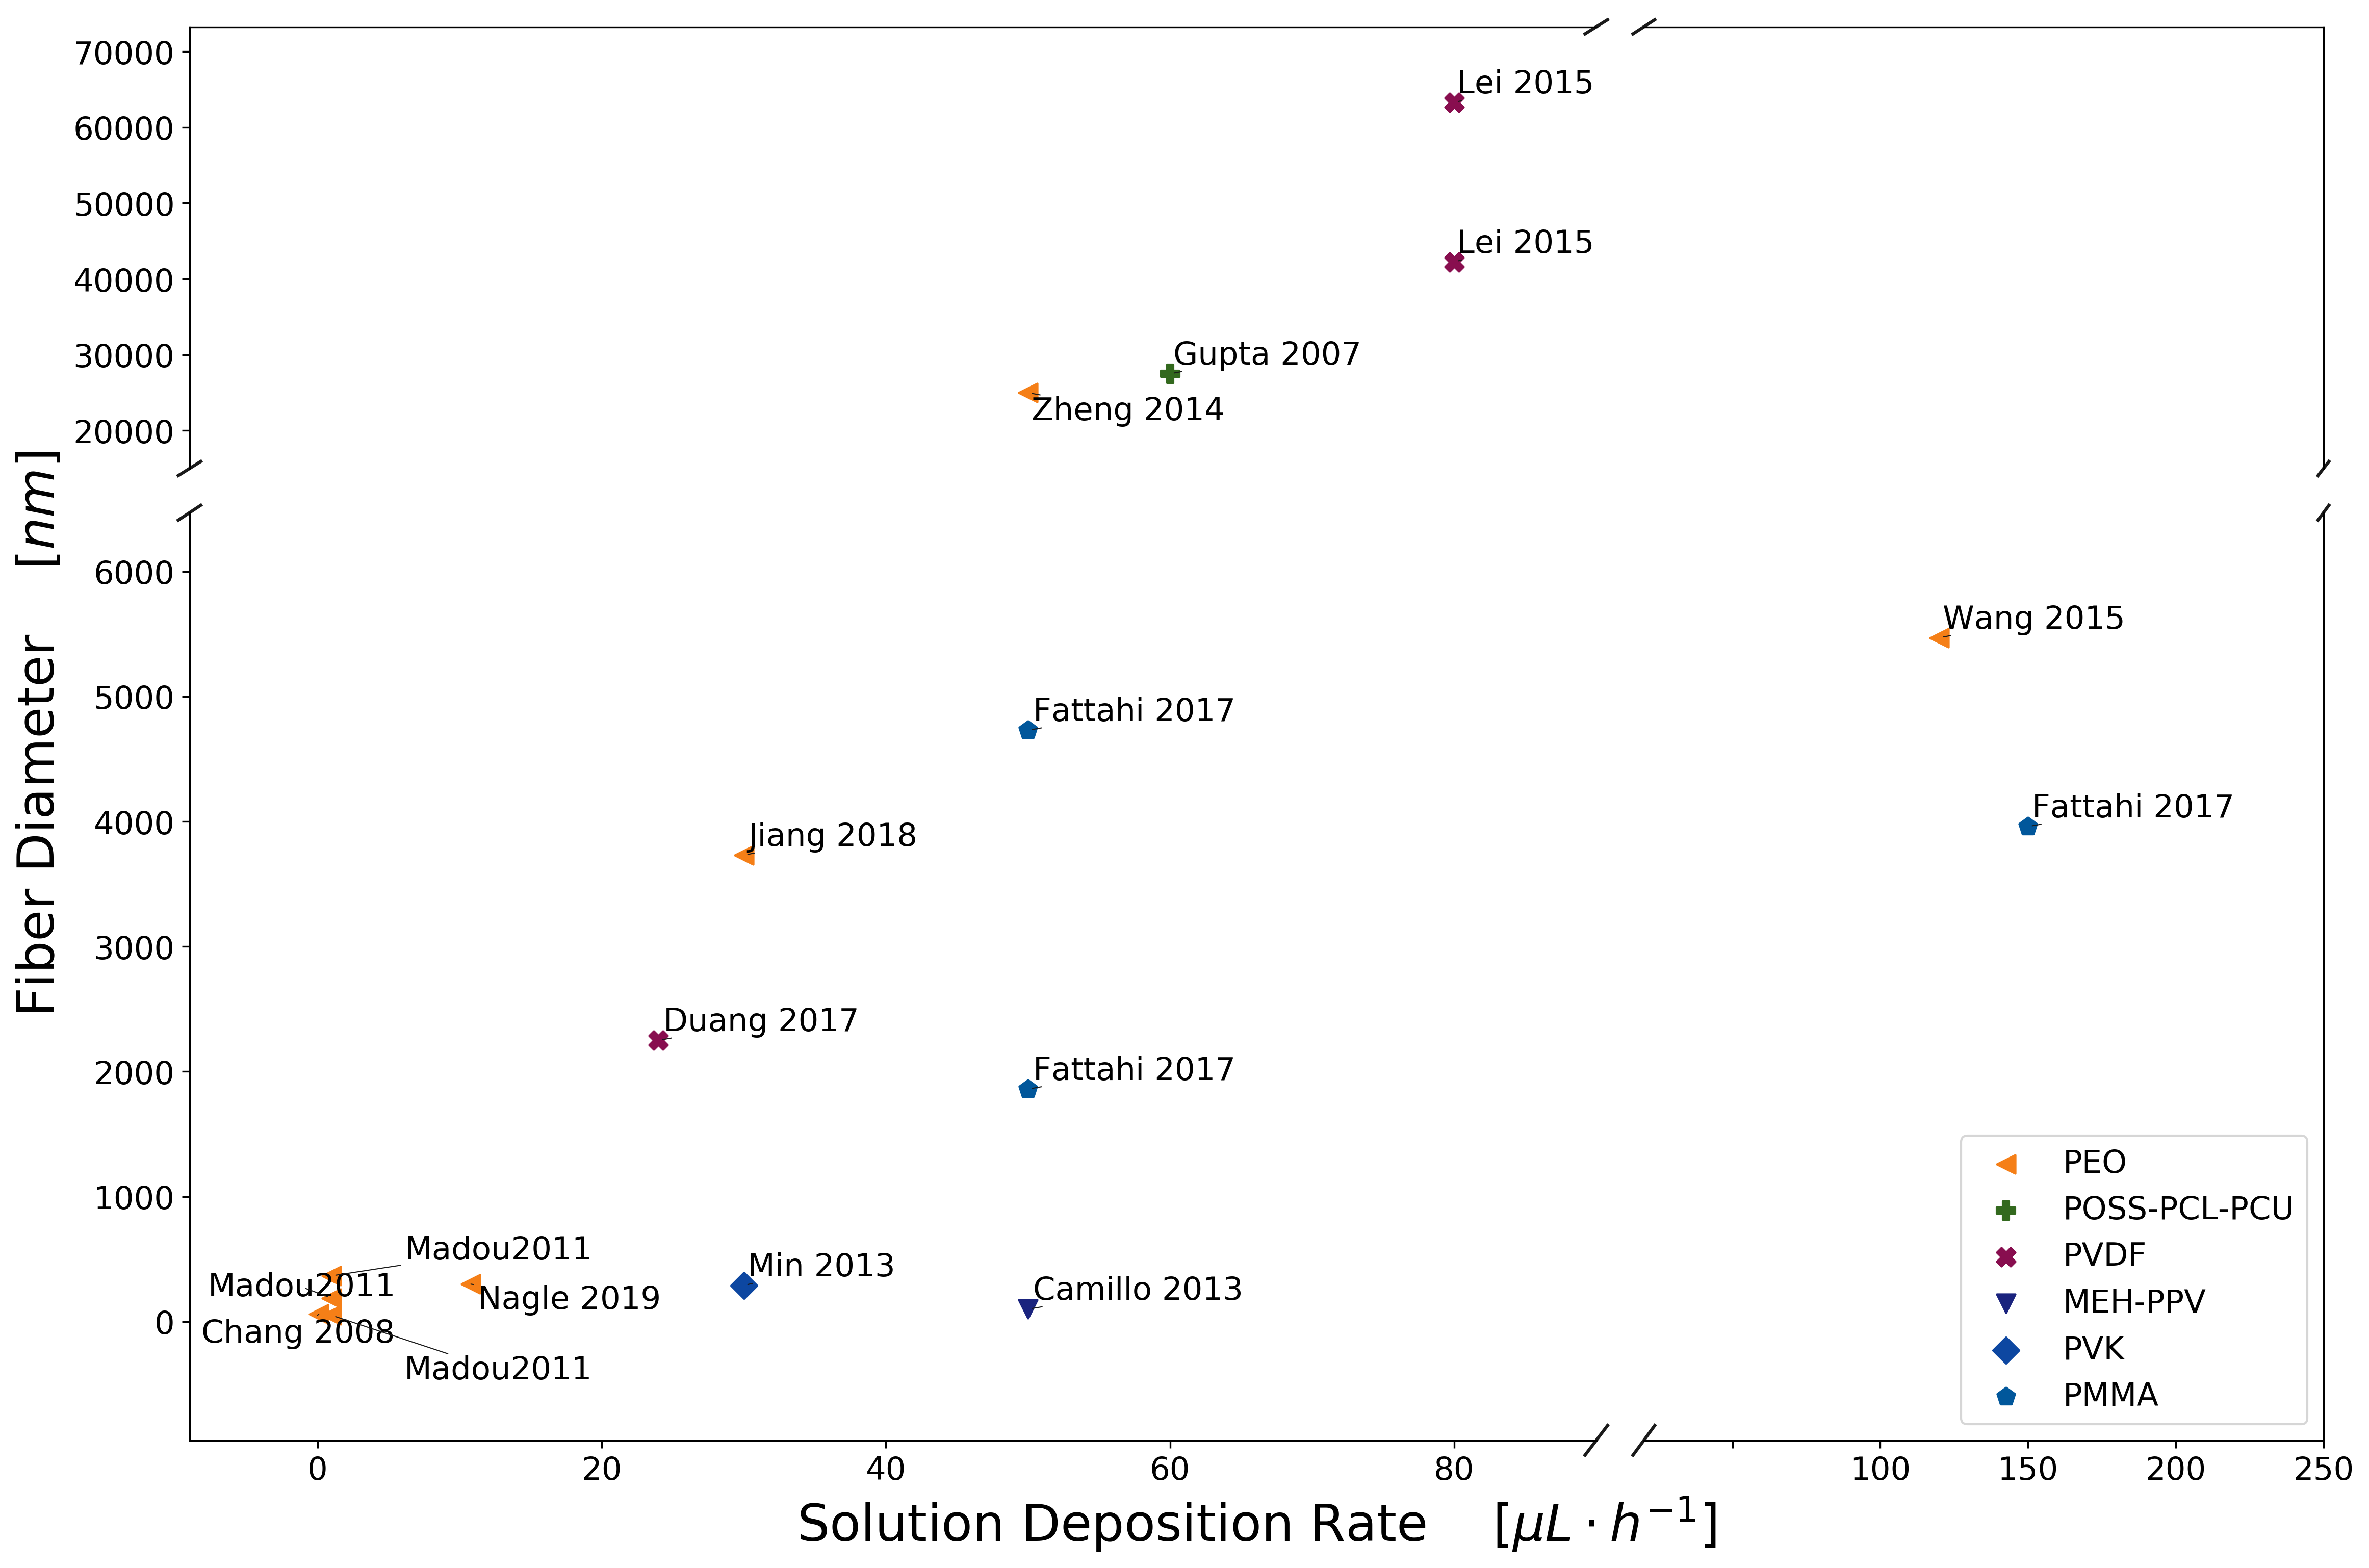 70000
60000
50000
40000
30000
20000
6000
5000
4000
3000
2000
1000
0
Fiber Diameter [nm]
Lei 2015
Lei 2015
Gupta 2007
Zheng 2014
Wang 2015
Fattahi 2017
Fattahi 2017
Jiang 2018
Duang 2017
Fattahi 2017
Madou2011
Madou2011
Min 2013
Nagle 2019
Camillo 2013
Chang 2008
Madou2011
PEO
POSS-PCL-PCU
PVDF
MEH-PPV
PVK
PMMA
0 20 40 60 80 100 150 200 250
Solution Deposition Rate [μL · h⁻¹]